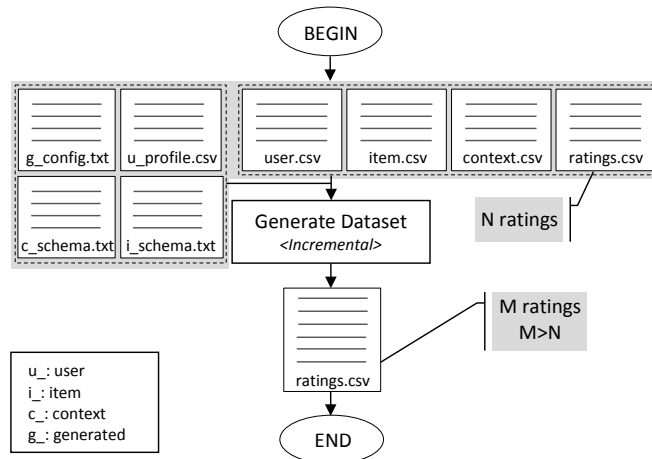 BEGIN
g_config.txt
u_profile.csv
user.csv
item.csv
context.csv
ratings.csv
c_schema.txt
i_schema.txt
Generate Dataset
<Incremental>
N ratings
M ratings
M>N
ratings.csv
u_: user
i_: item
c_: context
g_: generated
END